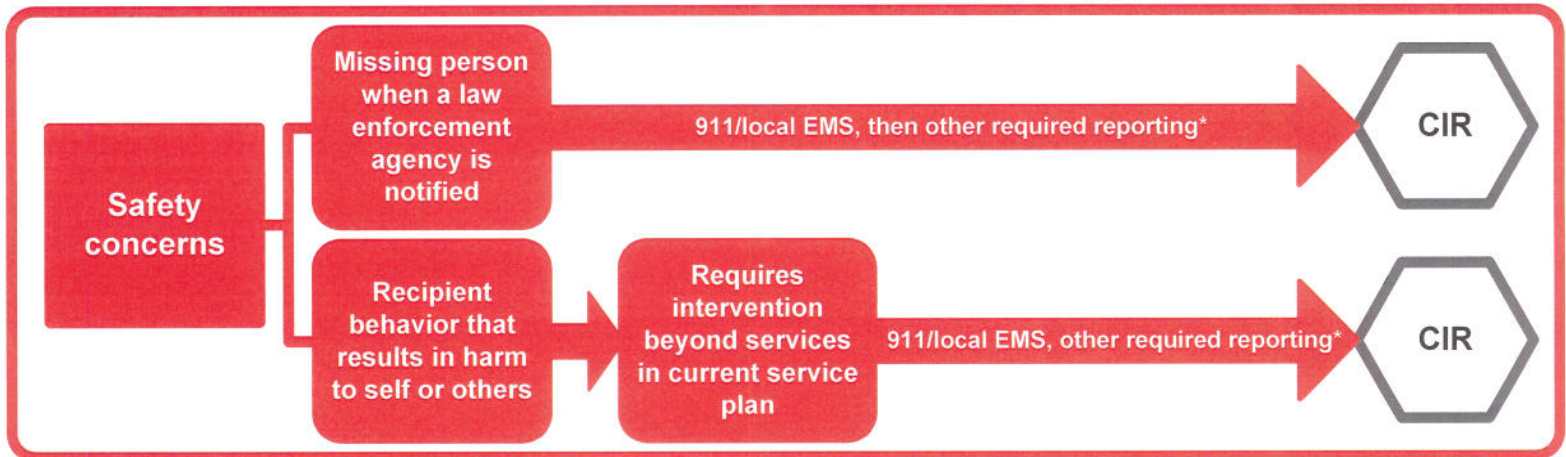 Safety
concerns
Missing person
when a law
enforcement
agency is
notified
911/local EMS, then other required reporting*
CIR
Recipient
behavior that
results in harm
to self or others
Requires
intervention
beyond services
in current service
plan
911/local EMS, other required reporting*
CIR